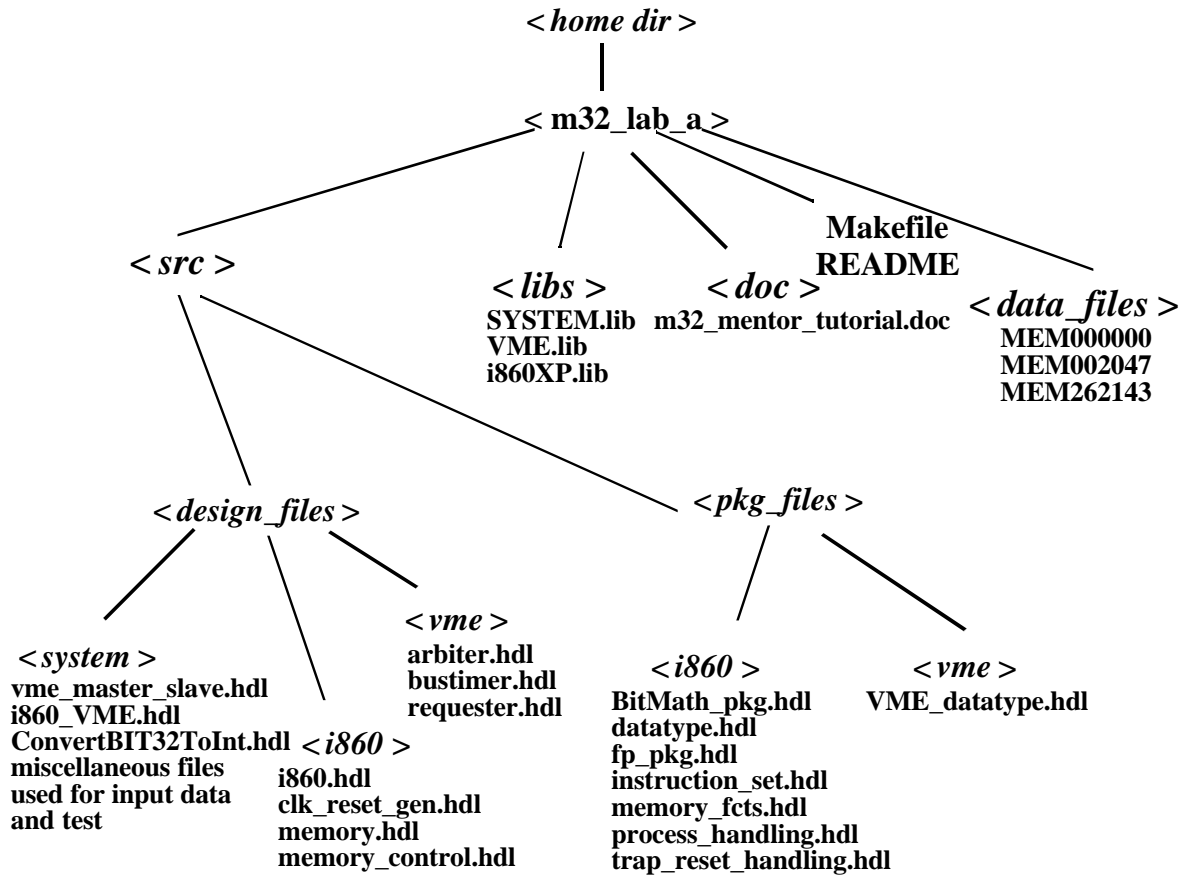 < home dir >
< m32_lab_a >
< src >
< libs >
SYSTEM.lib
VME.lib
i860XP.lib
< doc >
m32_mentor_tutorial.doc
Makefile
README
< data_files >
MEM000000
MEM002047
MEM262143
< design_files >
< pkg_files >
< system >
vme_master_slave.hdl
i860_VME.hdl
ConvertBIT32ToInt.hdl
miscellaneous files
used for input data
and test
< i860 >
i860.hdl
clk_reset_gen.hdl
memory.hdl
memory_control.hdl
< vme >
arbiter.hdl
bustimer.hdl
requester.hdl
< i860 >
BitMath_pkg.hdl
datatype.hdl
fp_pkg.hdl
instruction_set.hdl
memory_fcts.hdl
process_handling.hdl
trap_reset_handling.hdl
< vme >
VME_datatype.hdl